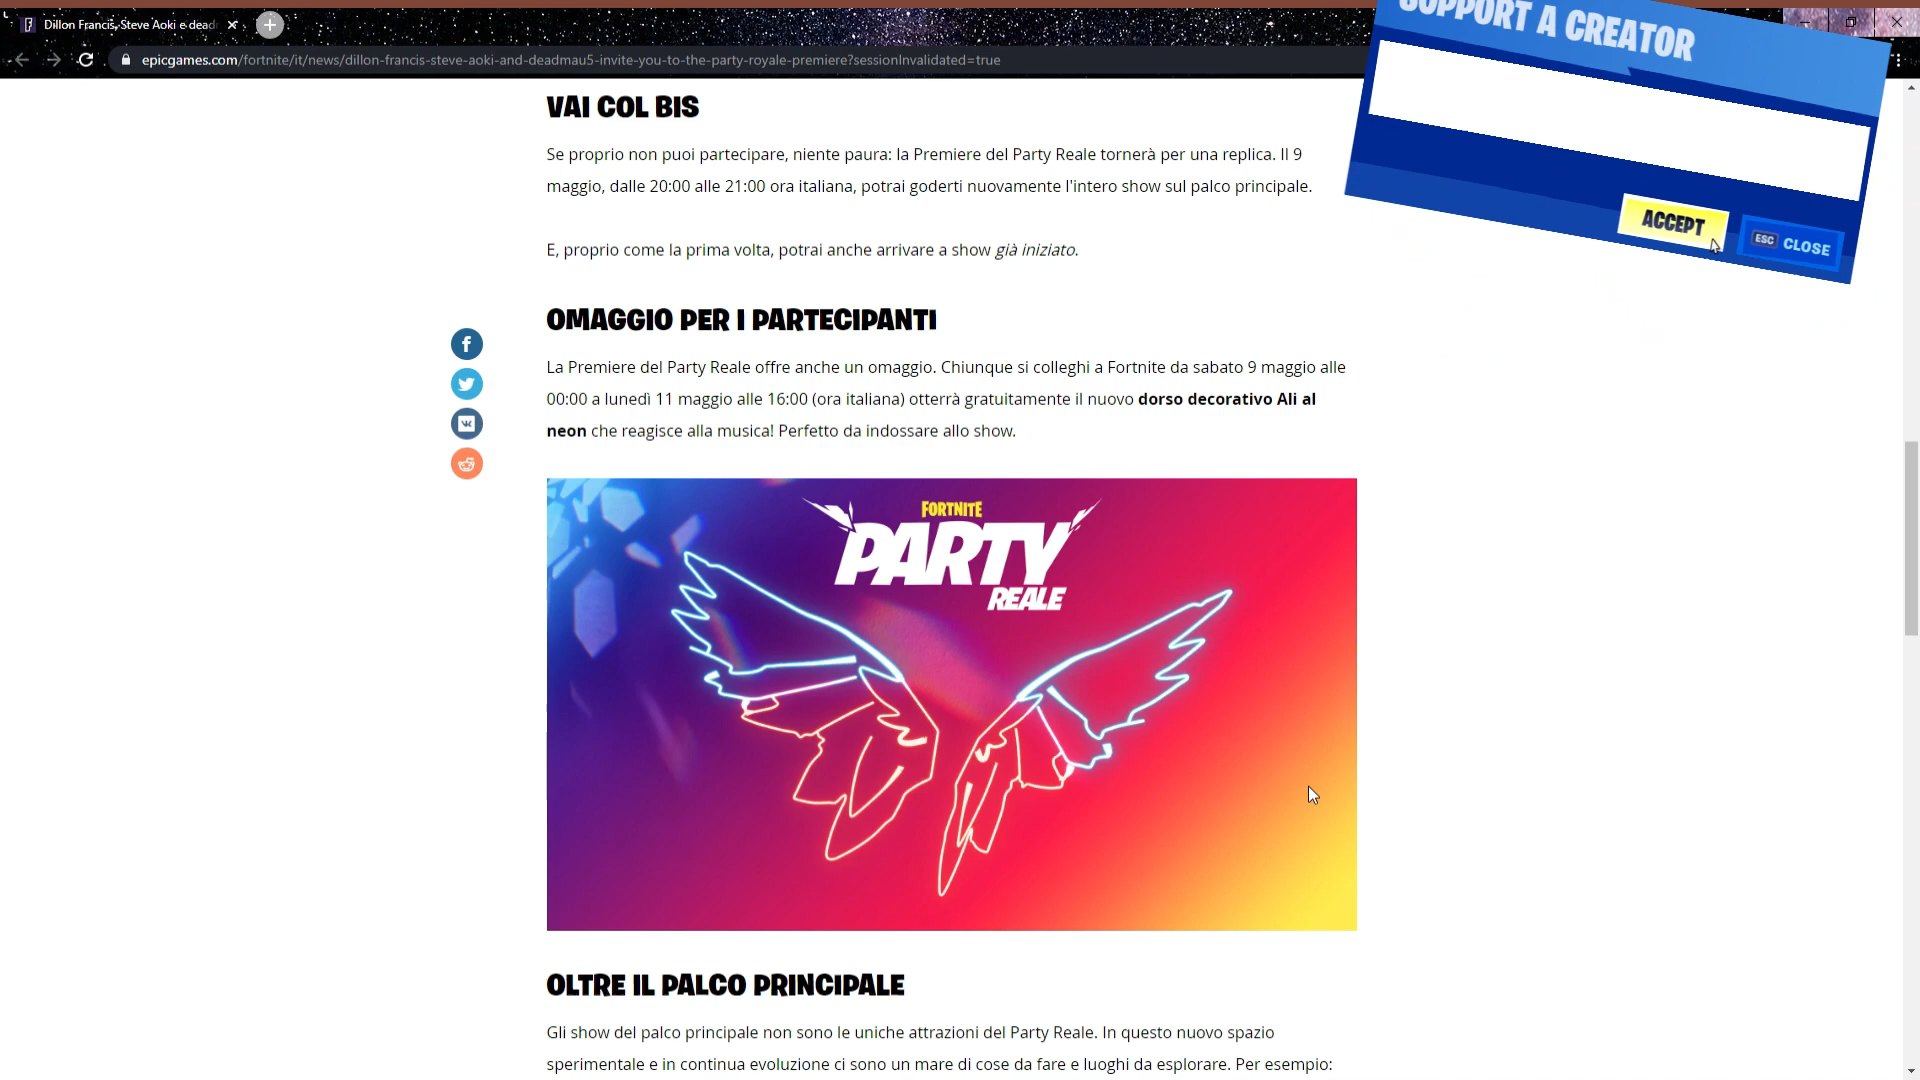 Dillon Francis, Steve Aoki e dead
epicgames.com/fortnite/it/news/dillon-francis-steve-aoki-and-deadmau5-invite-you-to-the-party-royale-premiere?sessionInvalidated=true
SUPPORT A CREATOR
ACCEPT
ESC CLOSE
VAI COL BIS
Se proprio non puoi partecipare, niente paura: la Premiere del Party Reale tornerà per una replica. Il 9
maggio, dalle 20:00 alle 21:00 ora italiana, potrai goderti nuovamente l'intero show sul palco principale.
E, proprio come la prima volta, potrai anche arrivare a show già iniziato.
OMAGGIO PER I PARTECIPANTI
La Premiere del Party Reale offre anche un omaggio. Chiunque si colleghi a Fortnite da sabato 9 maggio alle
00:00 a lunedì 11 maggio alle 16:00 (ora italiana) otterrà gratuitamente il nuovo dorso decorativo Ali al
neon che reagisce alla musica! Perfetto da indossare allo show.
FORTNITE
PARTY
REALE
OLTRE IL PALCO PRINCIPALE
Gli show del palco principale non sono le uniche attrazioni del Party Reale. In questo nuovo spazio
sperimentale e in continua evoluzione ci sono un mare di cose da fare e luoghi da esplorare. Per esempio: